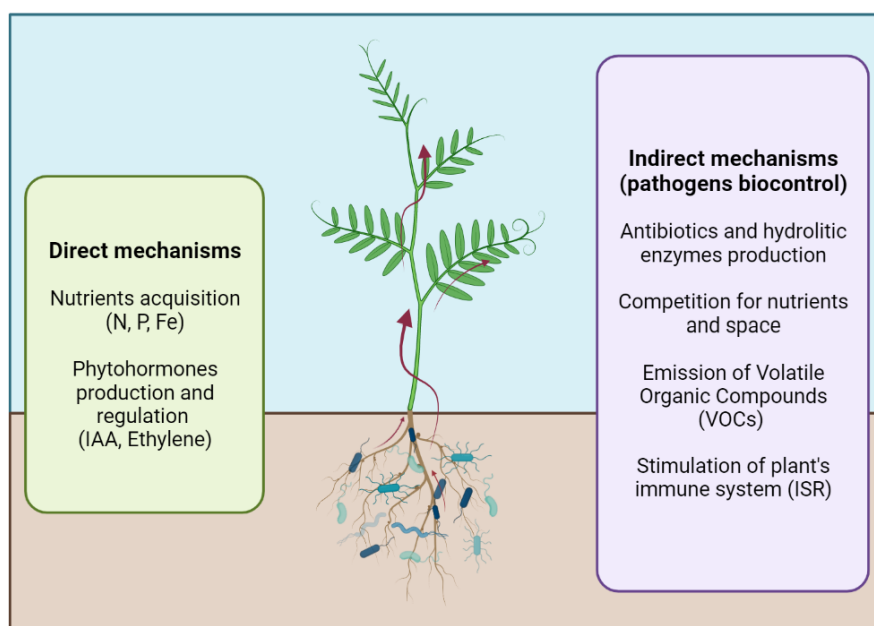 Direct mechanisms
Nutrients acquisition
(N, P, Fe)
Phytohormones
production and
regulation
(IAA, Ethylene)
Indirect mechanisms
(pathogens biocontrol)
Antibiotics and hydrolitic
enzymes production
Competition for nutrients
and space
Emission of Volatile
Organic Compounds
(VOCs)
Stimulation of plant's
immune system (ISR)